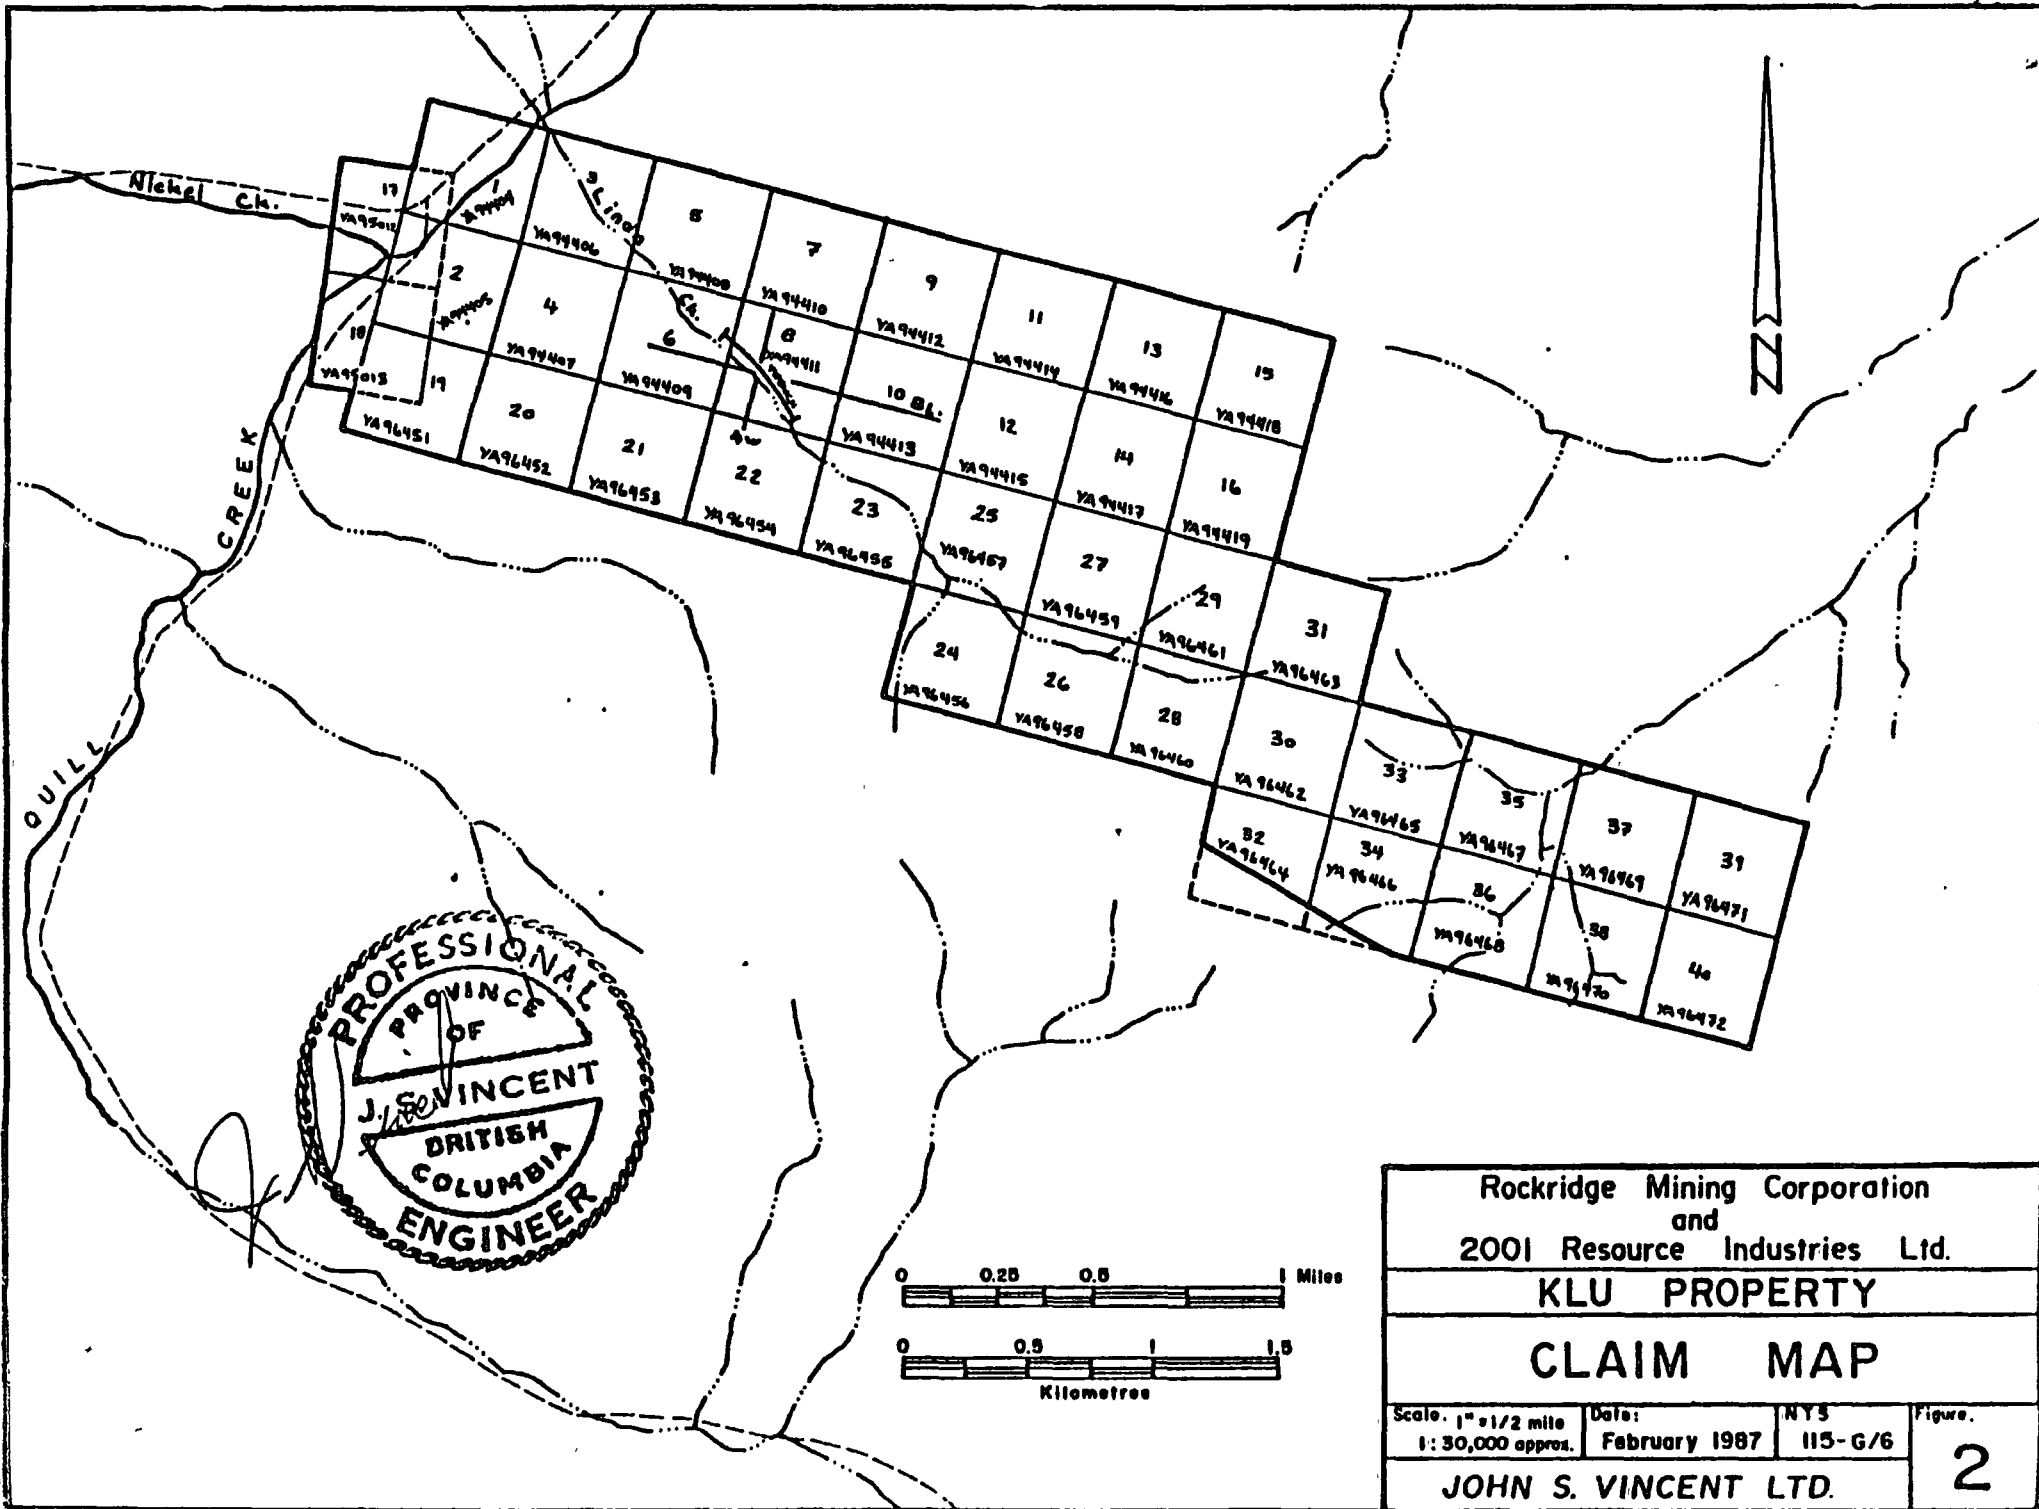 Nickel Ck.
17
YA95012
1
YA94404
3
Linda
Ck.
YA94406
5
YA94408
7
YA94410
9
YA94412
11
YA94414
13
YA94416
15
YA94418
2
YA94405
4
YA94407
6
YA94409
8
YA94411
10 BL.
YA94413
12
YA94415
14
YA94417
16
YA94419
18
YA95013
19
YA96451
20
YA96452
21
YA96453
22
YA96454
23
YA96455
25
YA96457
27
YA96459
29
YA96461
31
YA96463
24
YA96456
26
YA96458
28
YA96460
30
YA96462
33
YA96465
35
YA96467
37
YA96469
39
YA96471
32
YA96464
34
YA96466
36
YA96468
38
YA96470
40
YA96472
QUILL CREEK
N
PROFESSIONAL
PROVINCE
OF
J. S. VINCENT
BRITISH
COLUMBIA
ENGINEER
0 0.25 0.5 1 Miles
0 0.5 1 1.5
Kilometres
Rockridge Mining Corporation
and
2001 Resource Industries Ltd.
KLU PROPERTY
CLAIM MAP
Scale. 1" = 1/2 mile
1:30,000 approx.
Date:
February 1987
NTS
115-G/6
Figure.
2
JOHN S. VINCENT LTD.